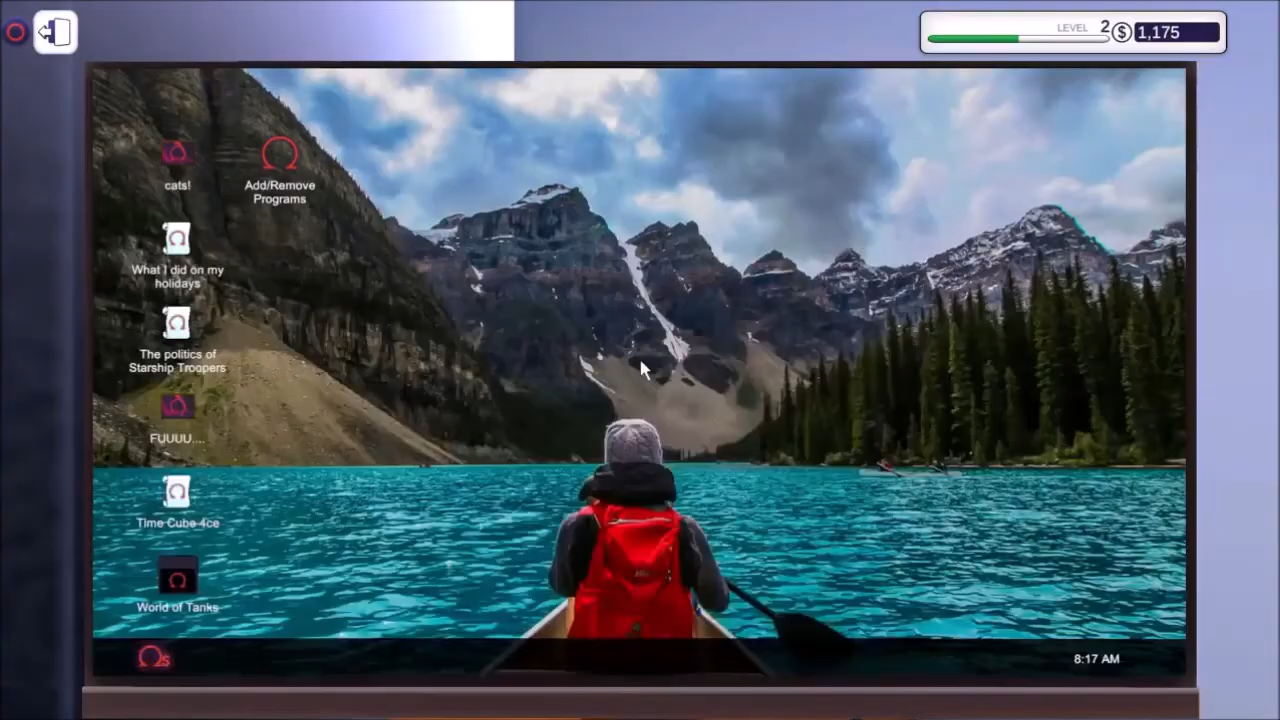 LEVEL 2 $ 1,175
cats!
Add/Remove
Programs
What I did on my
holidays
The politics of
Starship Troopers
FUUUU....
Time Cube 4ce
World of Tanks
Ωs
8:17 AM